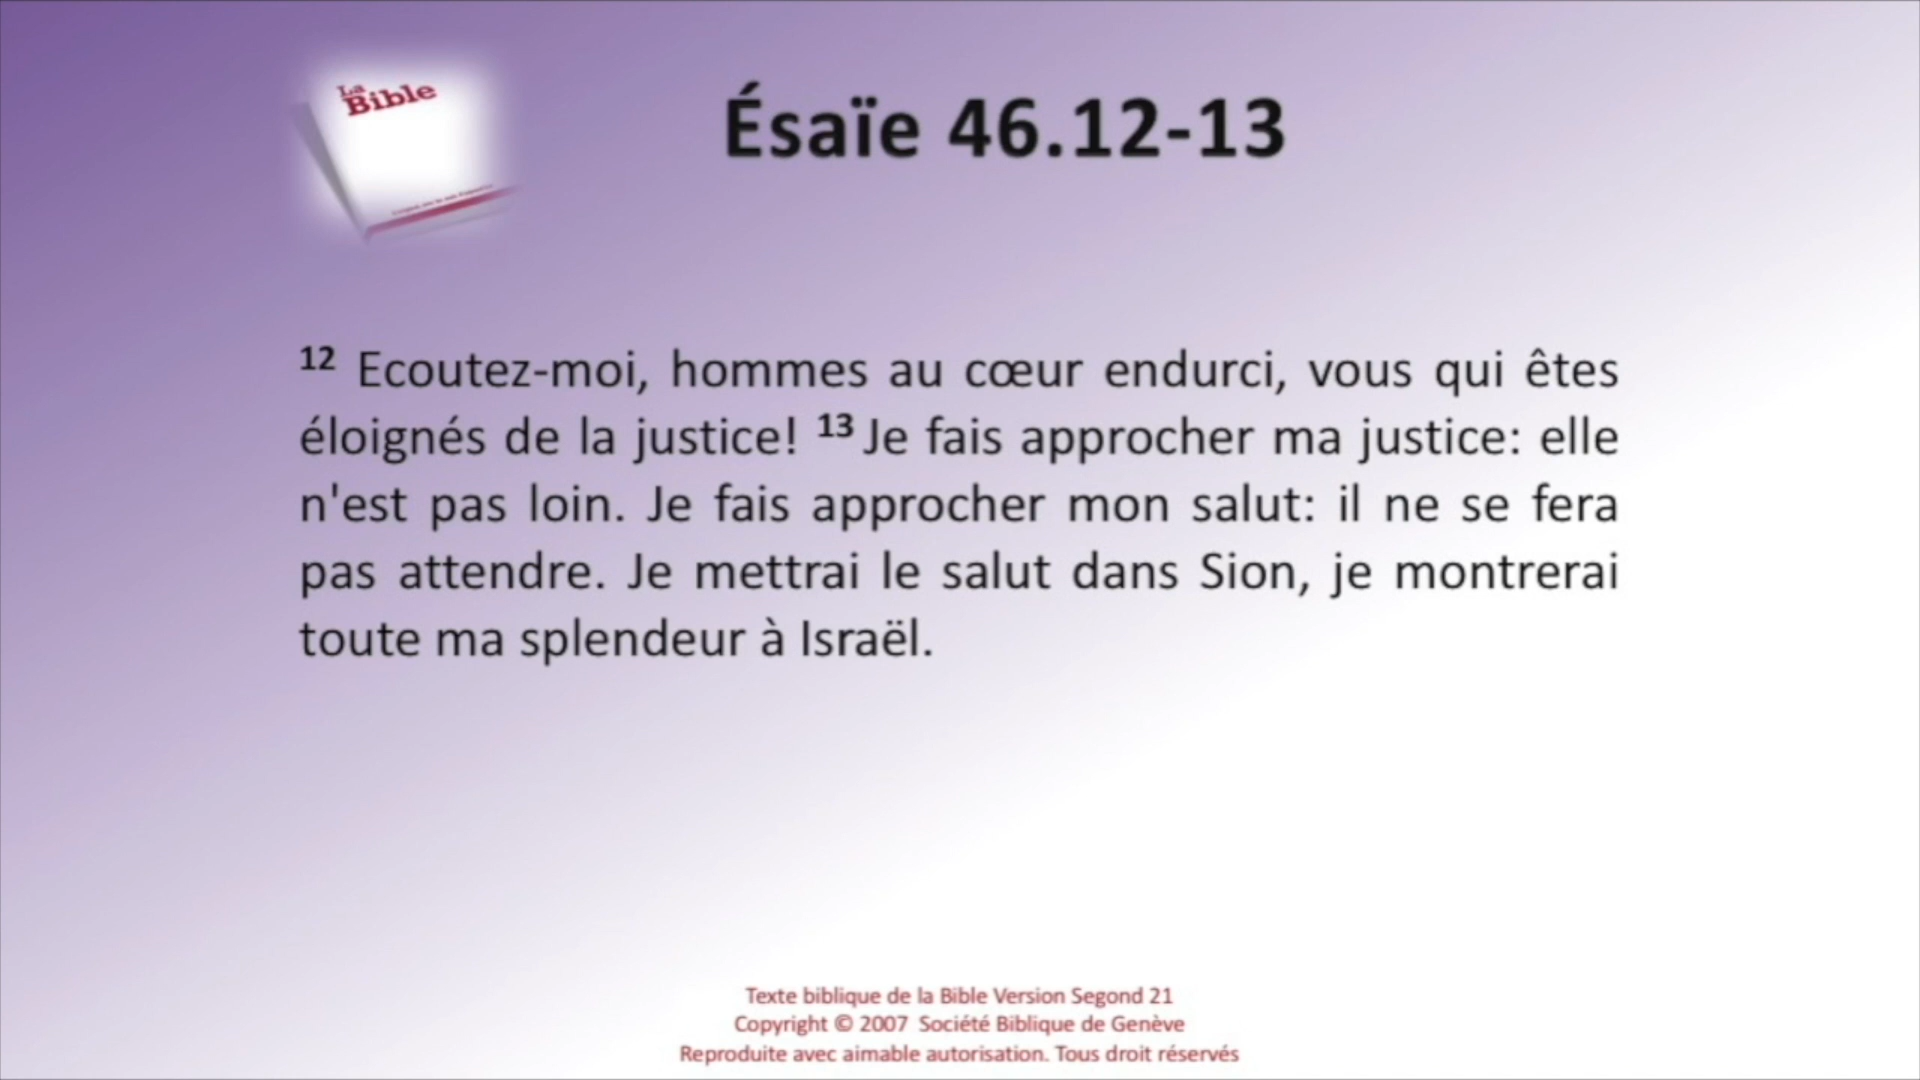 La
Bible
Ésaïe 46.12-13
12 Ecoutez-moi, hommes au cœur endurci, vous qui êtes
éloignés de la justice! 13 Je fais approcher ma justice: elle
n'est pas loin. Je fais approcher mon salut: il ne se fera
pas attendre. Je mettrai le salut dans Sion, je montrerai
toute ma splendeur à Israël.
Texte biblique de la Bible Version Segond 21
Copyright © 2007 Société Biblique de Genève
Reproduite avec aimable autorisation. Tous droit réservés